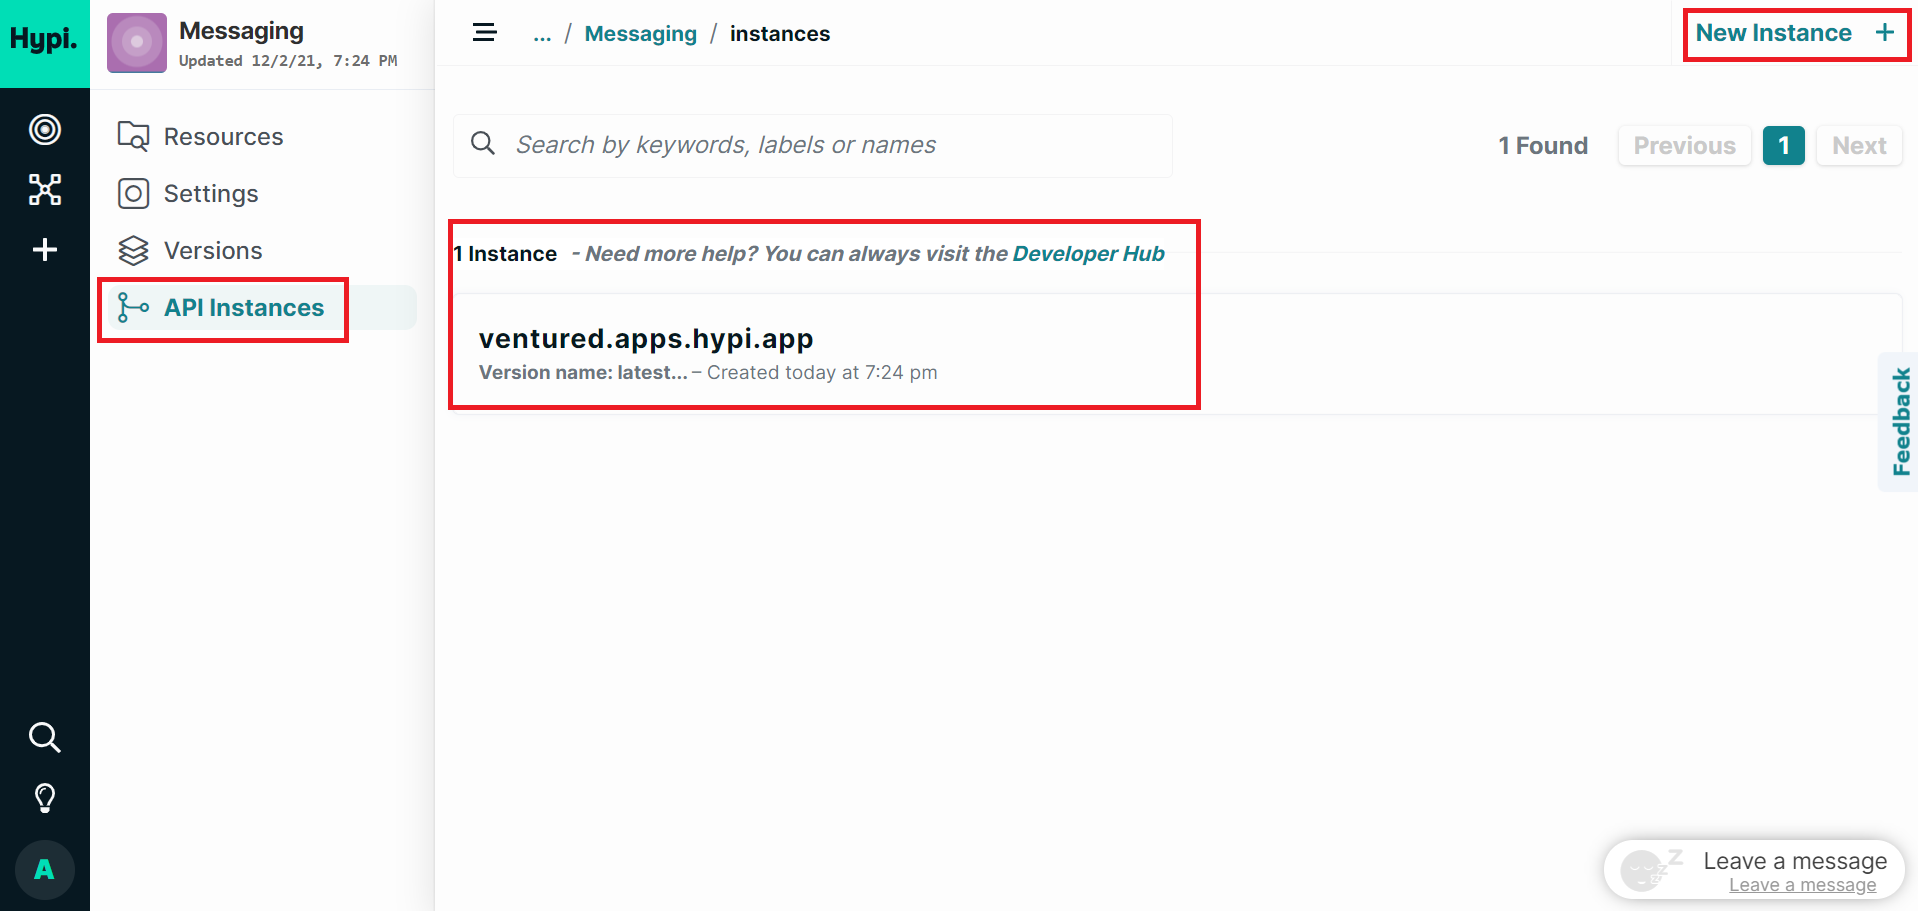 Hypi.
Messaging
Updated 12/2/21, 7:24 PM
Resources
Settings
Versions
API Instances
A
... / Messaging / instances
New Instance +
Search by keywords, labels or names
1 Found
Previous
1
Next
1 Instance - Need more help? You can always visit the Developer Hub
ventured.apps.hypi.app
Version name: latest... – Created today at 7:24 pm
Feedback
z z z
Leave a message
Leave a message